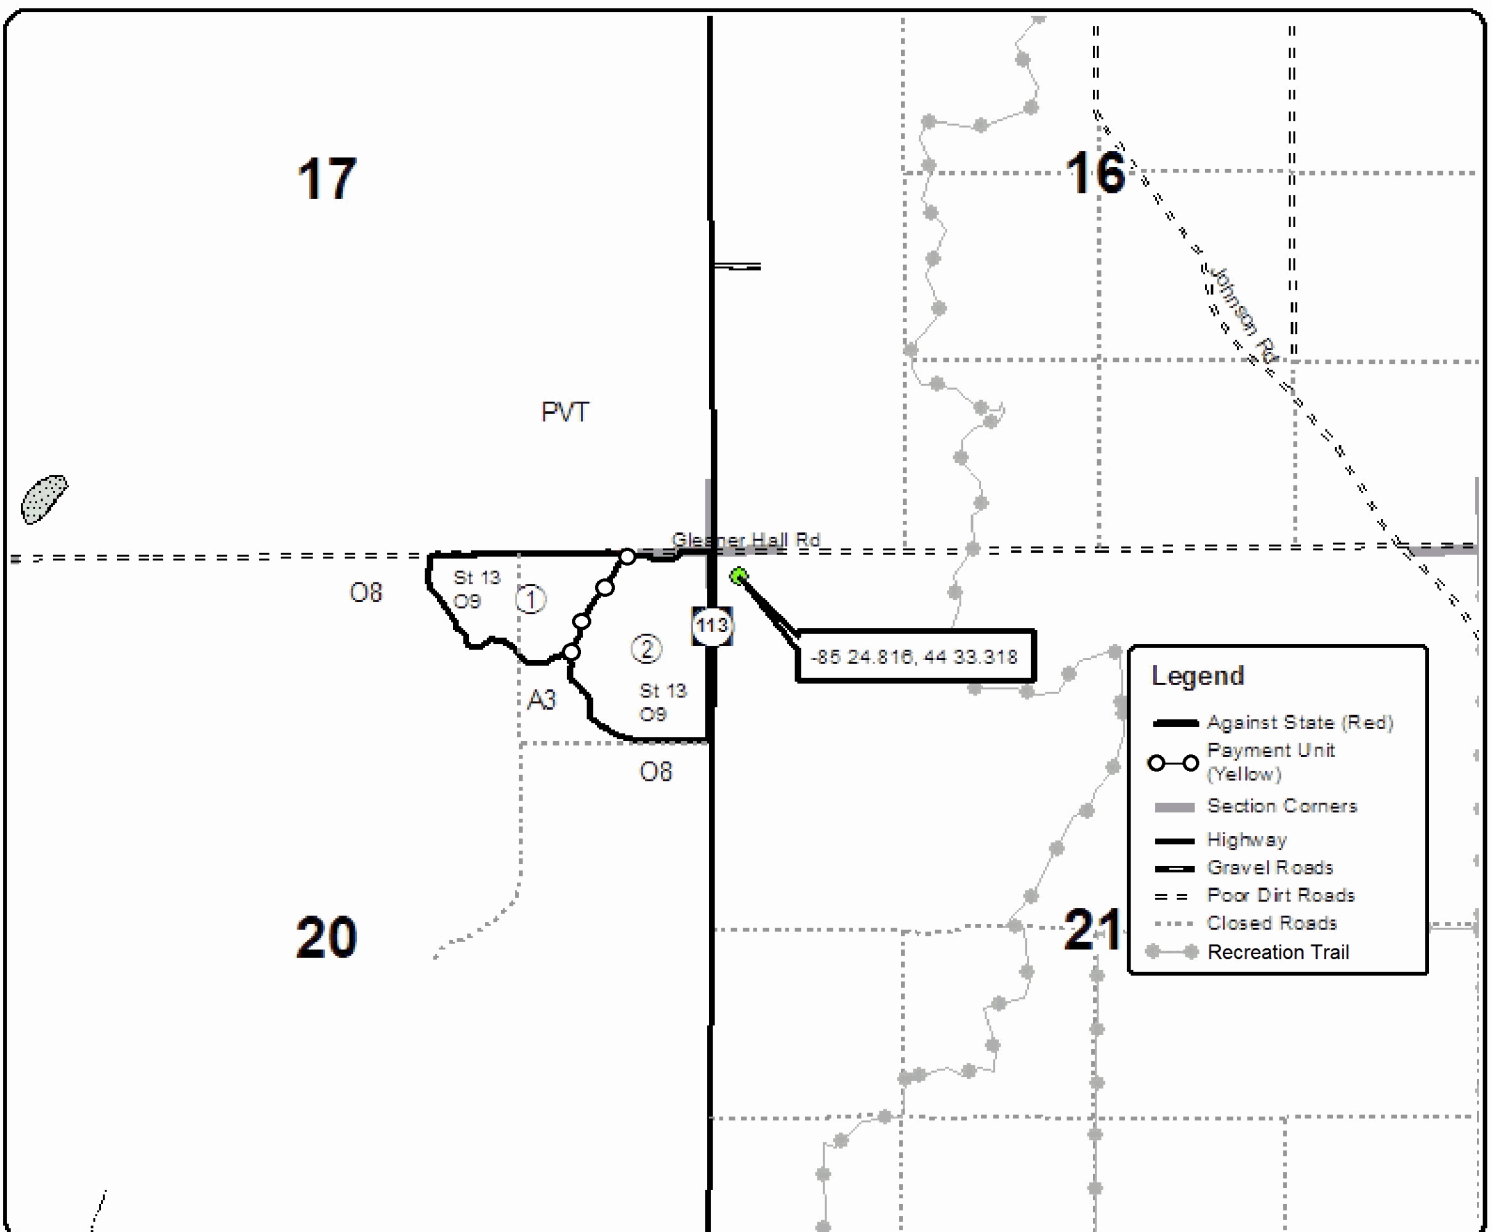 17
16
Johnson Rd
PVT
Gleaner Hall Rd
O8
St 13
O9
1
2
113
-85 24.816, 44 33.318
St 13
O9
A3
O8
20
21
Legend
Against State (Red)
Payment Unit
(Yellow)
Section Corners
Highway
Gravel Roads
Poor Dirt Roads
Closed Roads
Recreation Trail